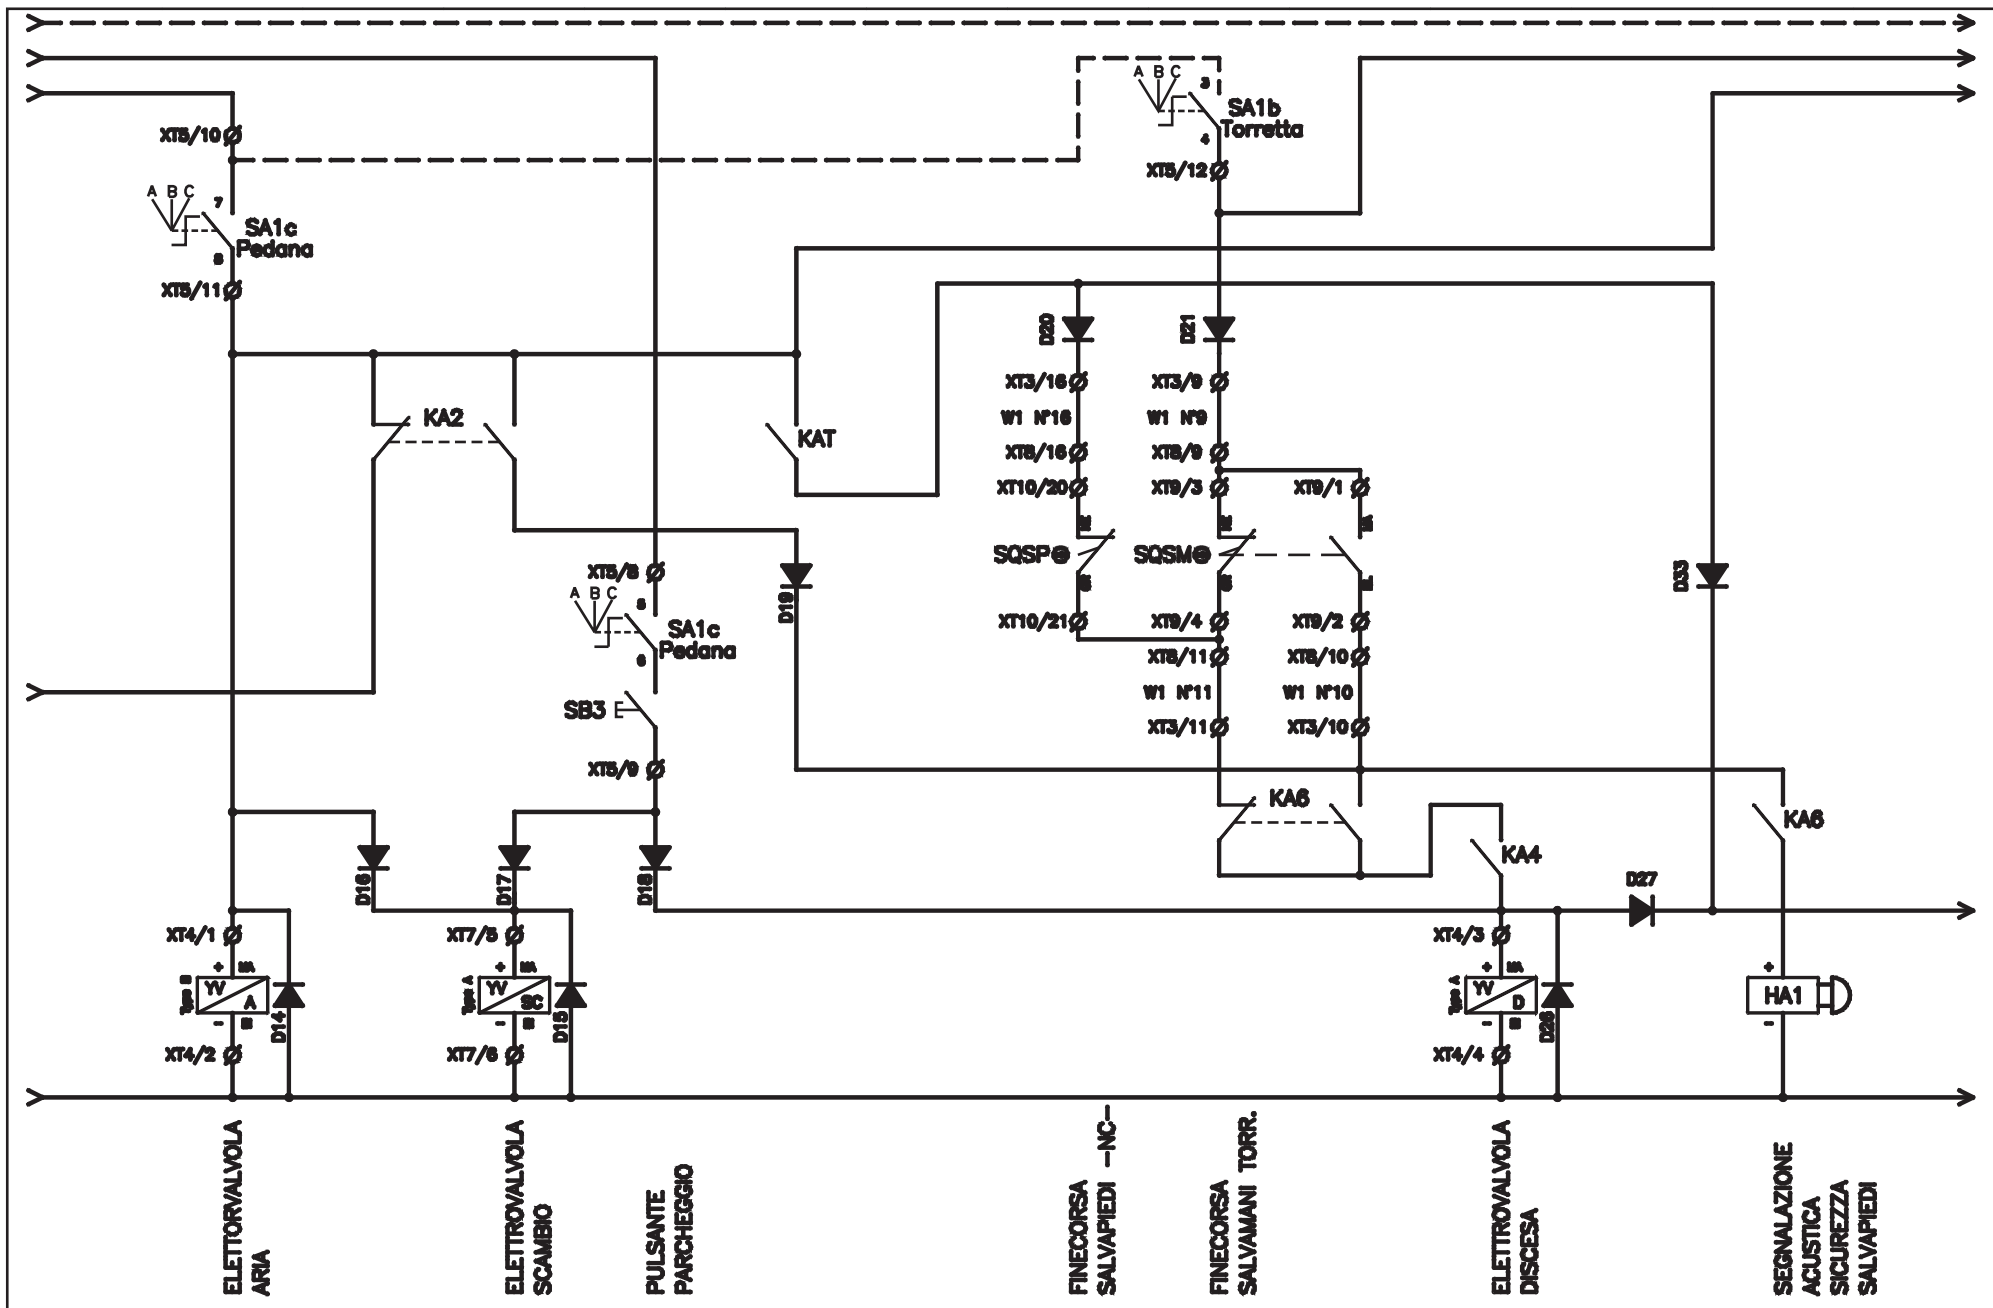 A B C
3
SA1b
Torretta
4
XT5/10
XT5/12
A B C
7
SA1c
Pedana
8
XT5/11
D20
D21
XT3/16
XT3/9
KA2
W1 N°16
W1 N°9
KAT
XT8/16
XT8/9
XT10/20
XT9/3
XT9/1
SQSP
SQSM
XT5/8
D19
D33
A B C
5
SA1c
Pedana
6
XT10/21
XT9/4
XT9/2
XT8/11
XT8/10
SB3
W1 N°11
W1 N°10
XT3/11
XT3/10
XT5/9
KA6
KA6
KA4
D16
D17
D18
D27
XT4/1
XT7/5
XT4/3
+
+
+
+
YV
A
D14
Type A
YV
SC
D15
Type A
YV
D
HA1
-
-
-
-
XT4/2
XT7/6
XT4/4
ELETTORVALVOLA
ARIA
ELETTROVALVOLA
SCAMBIO
PULSANTE
PARCHEGGIO
FINECORSA
SALVAPIEDI -NC-
FINECORSA
SALVAMANI TORR.
ELETTROVALVOLA
DISCESA
SEGNALAZIONE
ACUSTICA
SICUREZZA
SALVAPIEDI